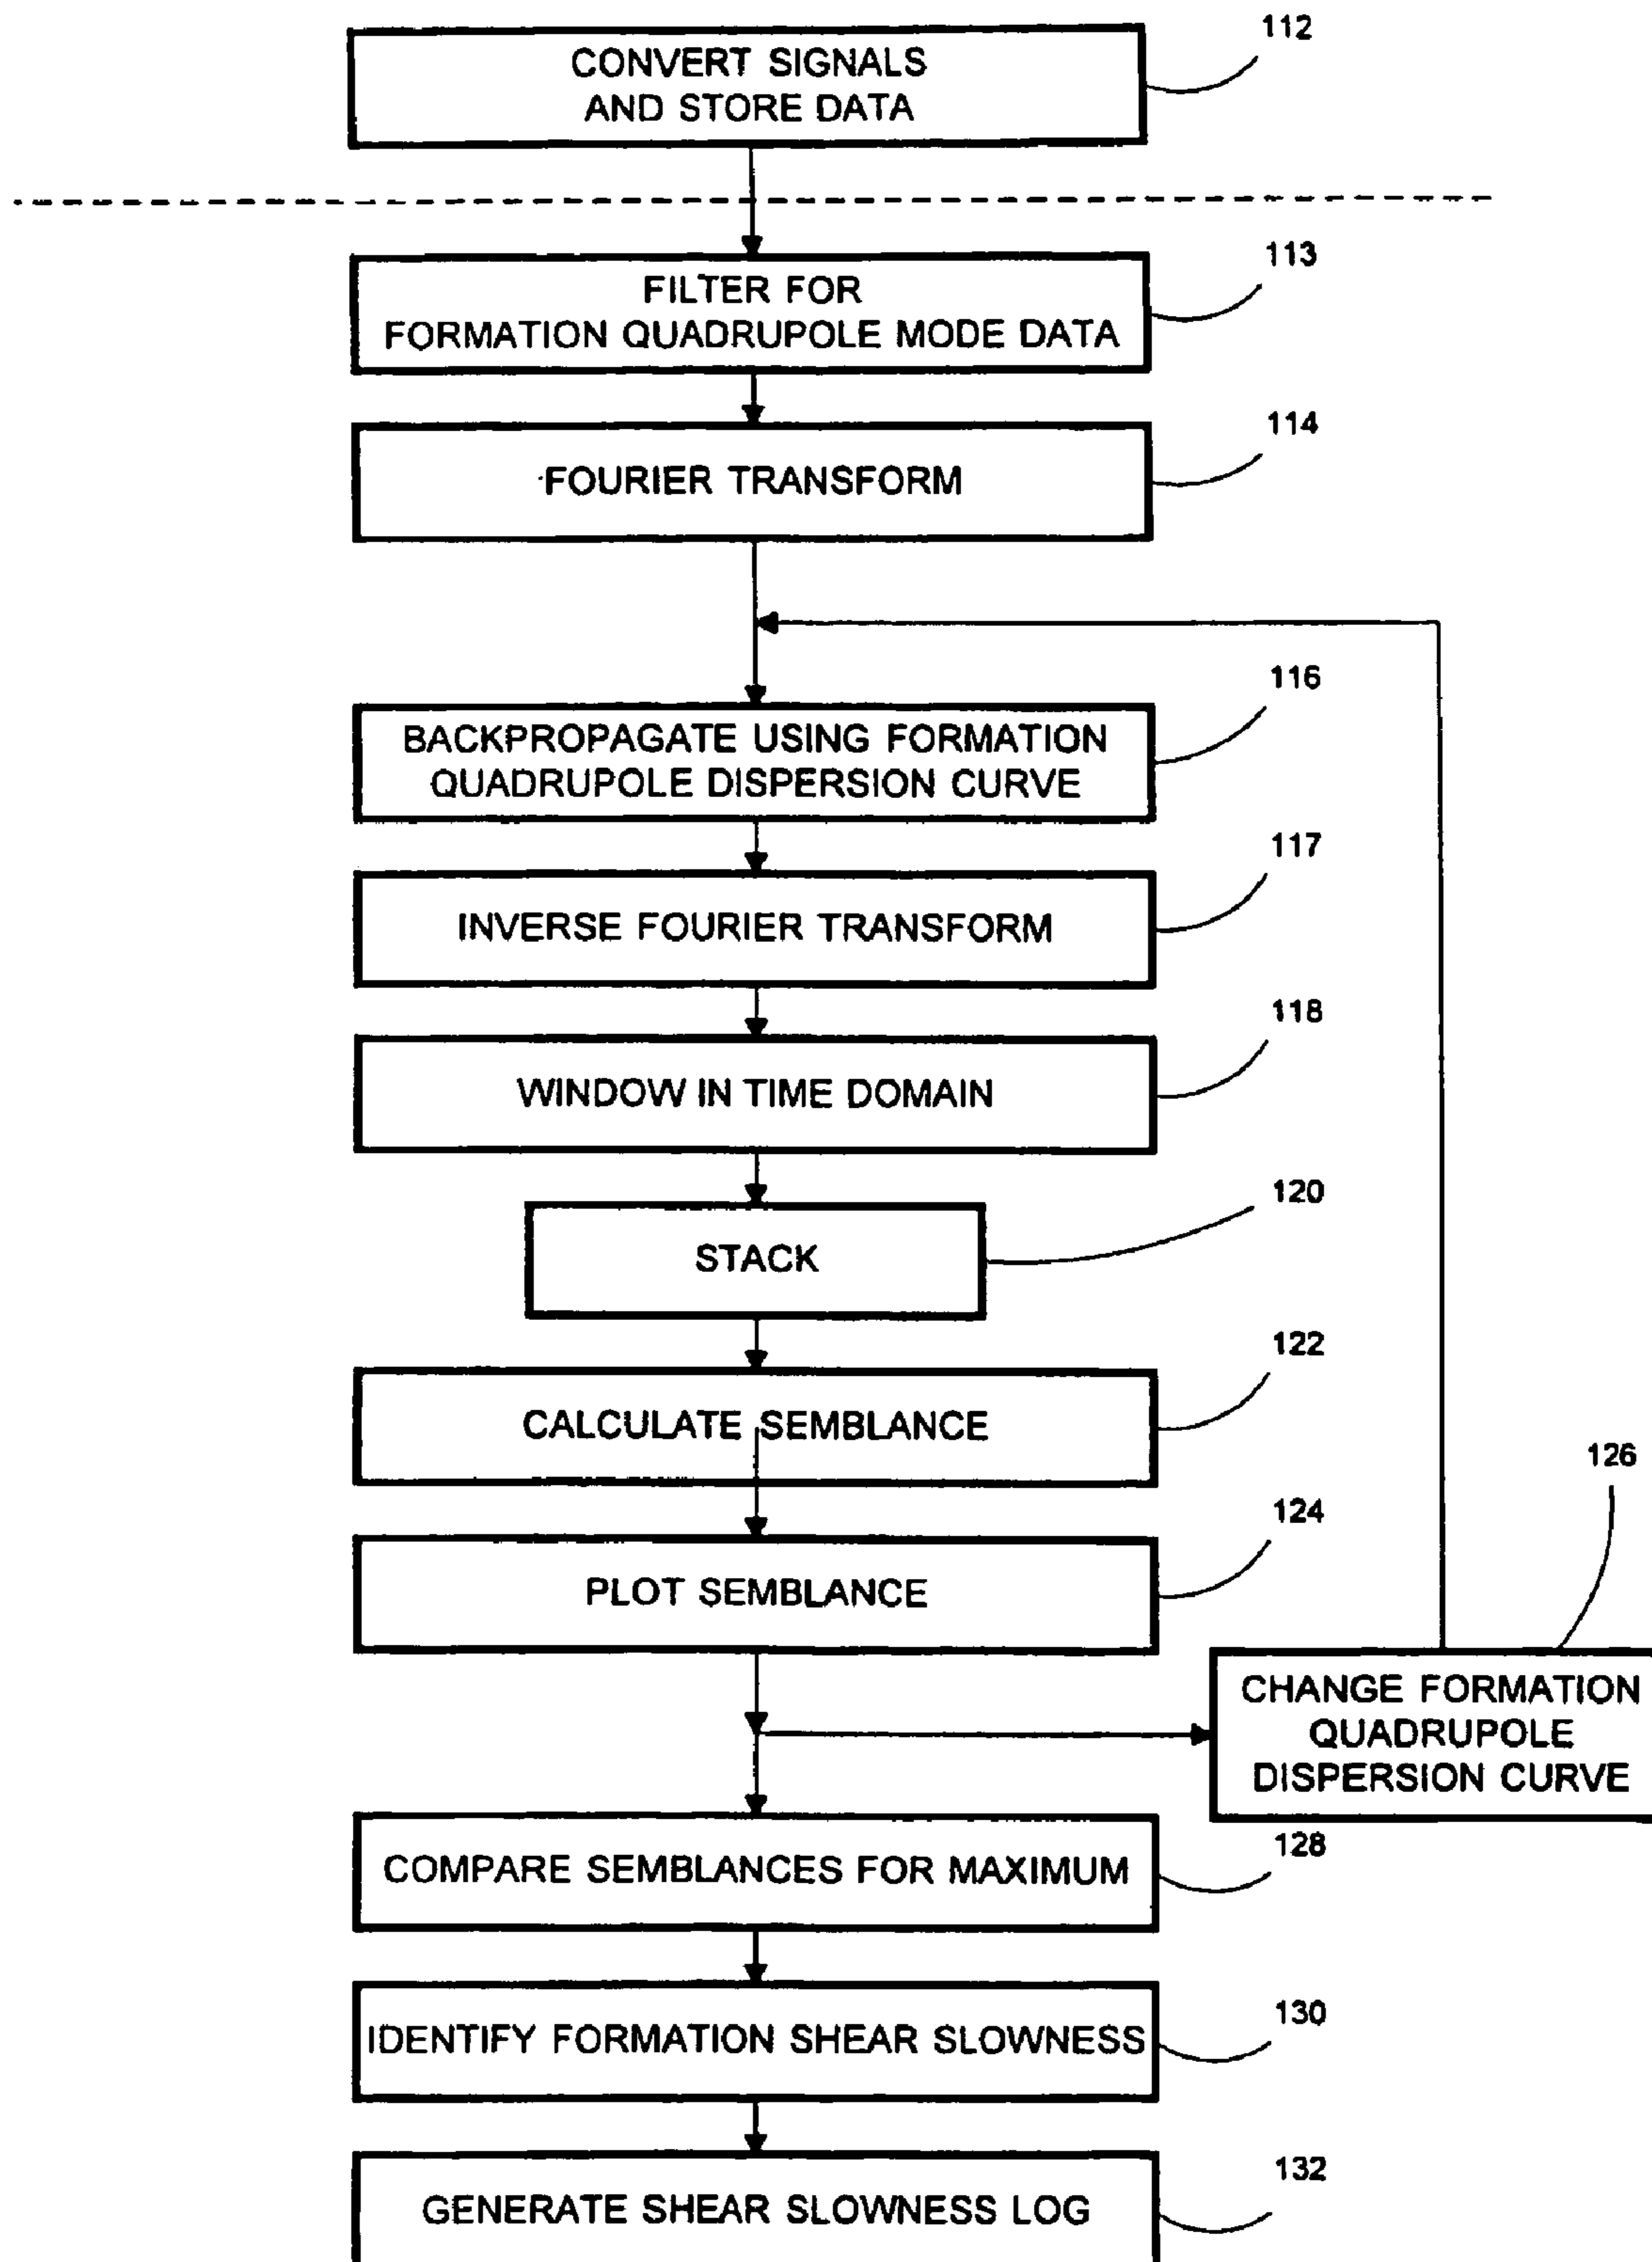 112
CONVERT SIGNALS
AND STORE DATA
113
FILTER FOR
FORMATION QUADRUPOLE MODE DATA
114
FOURIER TRANSFORM
116
BACKPROPAGATE USING FORMATION
QUADRUPOLE DISPERSION CURVE
117
INVERSE FOURIER TRANSFORM
118
WINDOW IN TIME DOMAIN
120
STACK
122
CALCULATE SEMBLANCE
124
PLOT SEMBLANCE
126
CHANGE FORMATION
QUADRUPOLE
DISPERSION CURVE
128
COMPARE SEMBLANCES FOR MAXIMUM
130
IDENTIFY FORMATION SHEAR SLOWNESS
132
GENERATE SHEAR SLOWNESS LOG